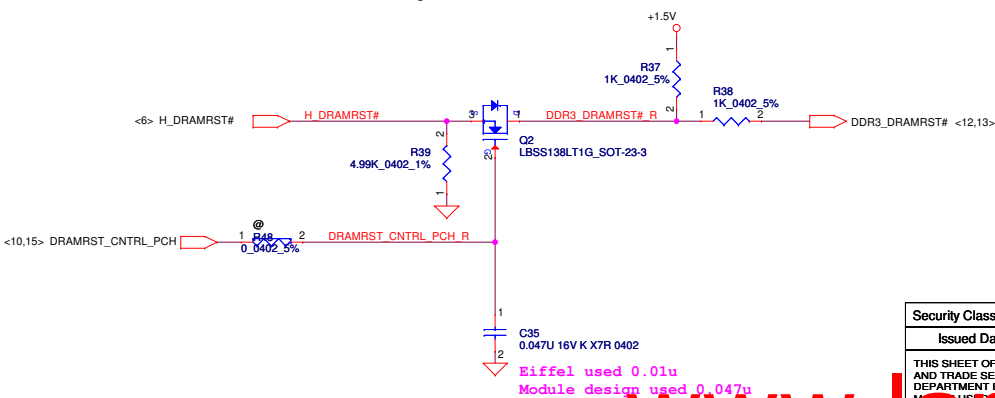 +1.5V
1
R37
1K_0402_5%
2
R38
1K_0402_5%
1
2
<6> H_DRAMRST#
H_DRAMRST#
3
S
D
1
DDR3_DRAMRST#_R
DDR3_DRAMRST# <12,13>
Q2
LBSS138LT1G_SOT-23-3
G
2
2
R39
4.99K_0402_1%
1
@
<10,15> DRAMRST_CNTRL_PCH
1
R48
2
0_0402_5%
DRAMRST_CNTRL_PCH_R
1
C35
0.047U 16V K X7R 0402
2
Eiffel used 0.01u
Module design used 0.047u
Security Class
Issued Da
THIS SHEET OF
AND TRADE SE
DEPARTMENT